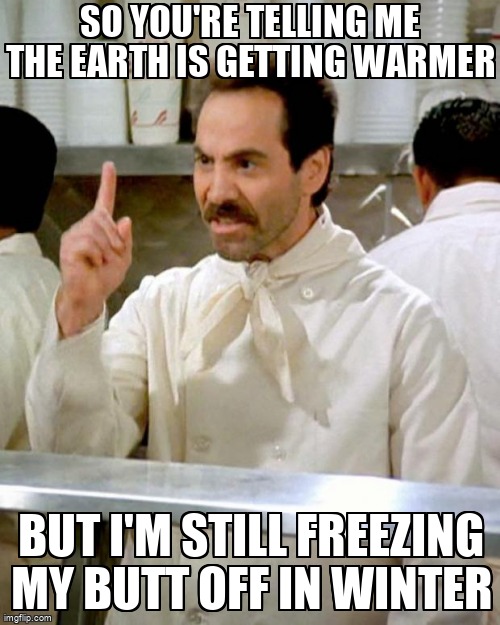 SO YOU'RE TELLING ME
THE EARTH IS GETTING WARMER
BUT I'M STILL FREEZING
MY BUTT OFF IN WINTER
imgflip.com